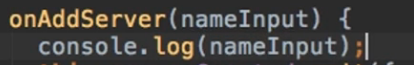 onAddServer(nameInput) {
console.log(nameInput);